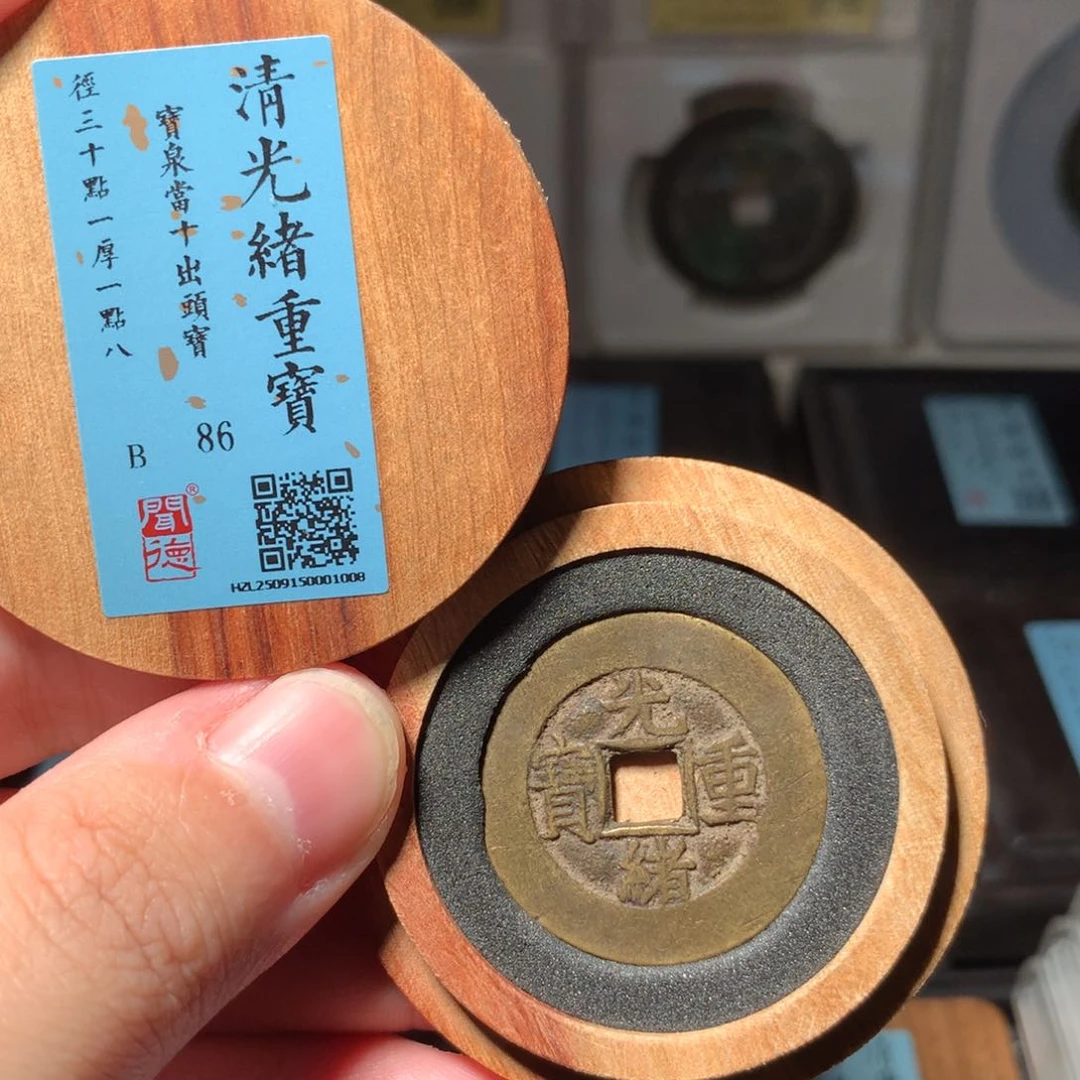 清光緒重寶
寶泉當十出頭寶
徑三十點一厚一點八
B 86
聞德®
HZL2509150001008
光緒重寶